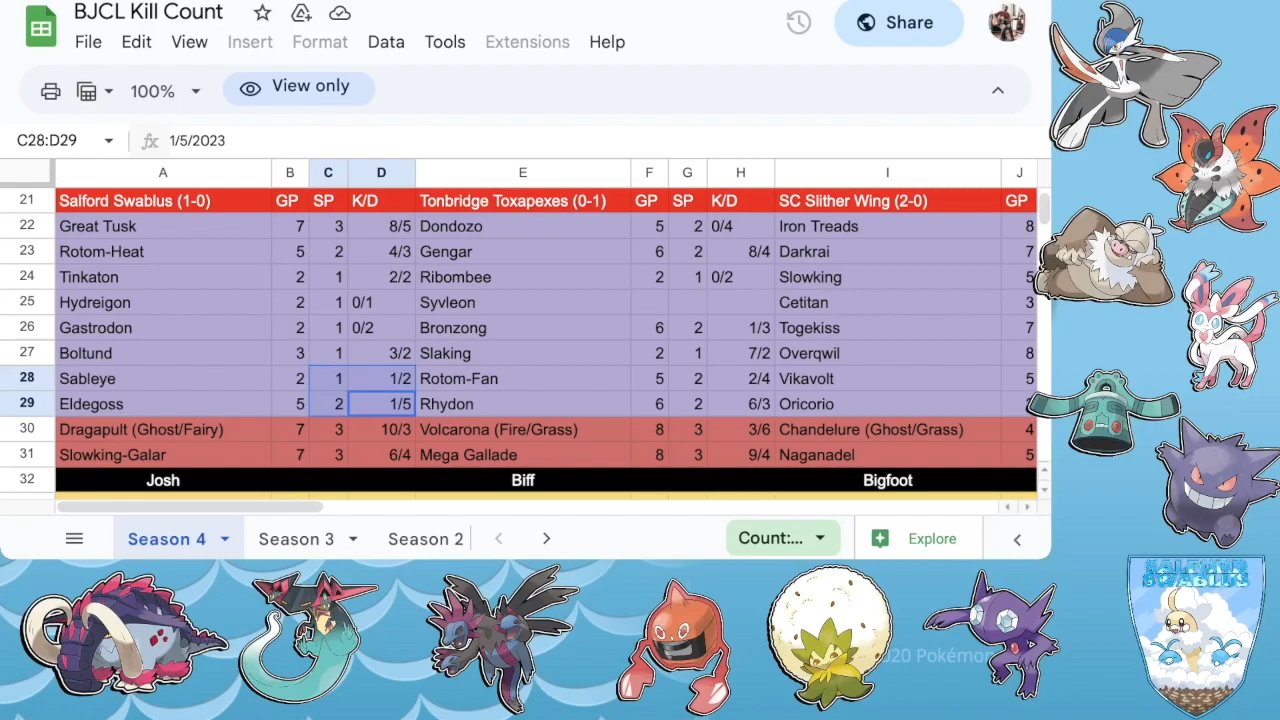 BJCL Kill Count
File Edit View Insert Format Data Tools Extensions Help
Share
100% View only
C28:D29 fx 1/5/2023
A B C D E F G H I J
21 Salford Swablus (1-0) GP SP K/D Tonbridge Toxapexes (0-1) GP SP K/D SC Slither Wing (2-0) GP
22 Great Tusk 7 3 8/5 Dondozo 5 2 0/4 Iron Treads 8
23 Rotom-Heat 5 2 4/3 Gengar 6 2 8/4 Darkrai 7
24 Tinkaton 2 1 2/2 Ribombee 2 1 0/2 Slowking 5
25 Hydreigon 2 1 0/1 Syvleon Cetitan 3
26 Gastrodon 2 1 0/2 Bronzong 6 2 1/3 Togekiss 7
27 Boltund 3 1 3/2 Slaking 2 1 7/2 Overqwil 8
28 Sableye 2 1 1/2 Rotom-Fan 5 2 2/4 Vikavolt 5
29 Eldegoss 5 2 1/5 Rhydon 6 2 6/3 Oricorio
30 Dragapult (Ghost/Fairy) 7 3 10/3 Volcarona (Fire/Grass) 8 3 3/6 Chandelure (Ghost/Grass) 4
31 Slowking-Galar 7 3 6/4 Mega Gallade 8 3 9/4 Naganadel 5
32 Josh Biff Bigfoot
Season 4 Season 3 Season 2 Count:... Explore
SALFORD
SWABLUS
2020 Pokémon